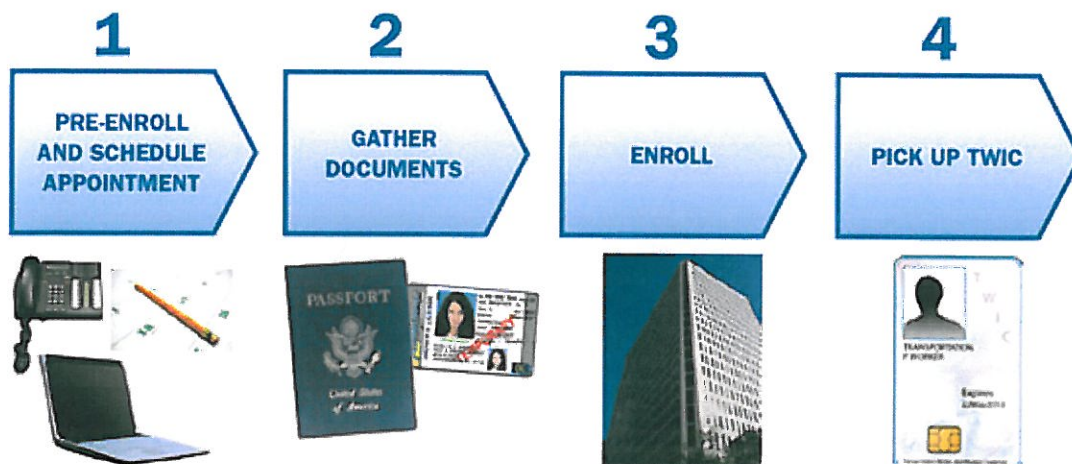 1
2
3
4
PRE-ENROLL
AND SCHEDULE
APPOINTMENT
GATHER
DOCUMENTS
ENROLL
PICK UP TWIC
PASSPORT
United States
of America
T
W
I
C
TRANSPORTATION
WORKER
Expires